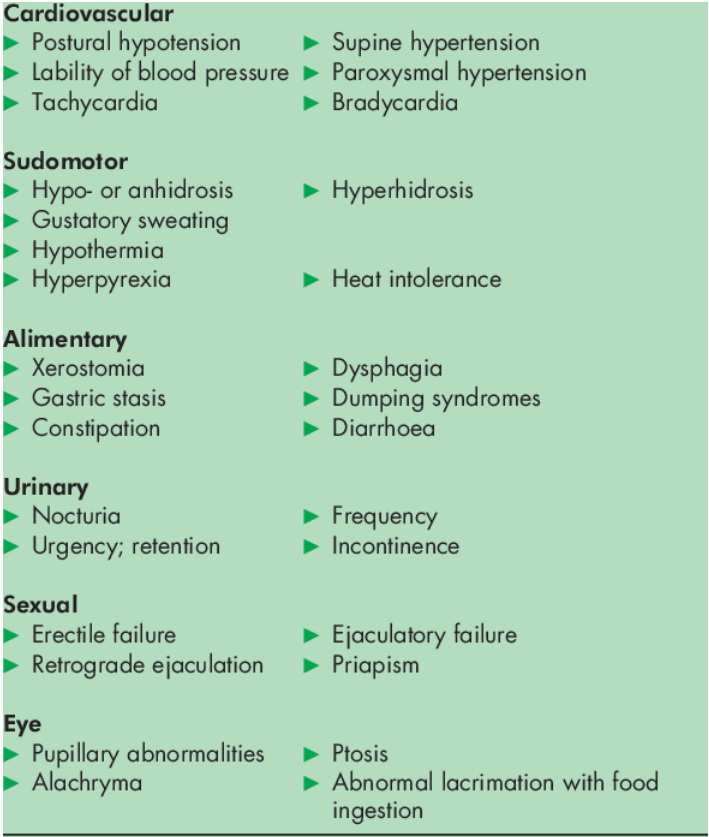 Cardiovascular
► Postural hypotension ► Supine hypertension
► Lability of blood pressure ► Paroxysmal hypertension
► Tachycardia ► Bradycardia
Sudomotor
► Hypo- or anhidrosis ► Hyperhidrosis
► Gustatory sweating
► Hypothermia
► Hyperpyrexia ► Heat intolerance
Alimentary
► Xerostomia ► Dysphagia
► Gastric stasis ► Dumping syndromes
► Constipation ► Diarrhoea
Urinary
► Nocturia ► Frequency
► Urgency; retention ► Incontinence
Sexual
► Erectile failure ► Ejaculatory failure
► Retrograde ejaculation ► Priapism
Eye
► Pupillary abnormalities ► Ptosis
► Alachryma ► Abnormal lacrimation with food
ingestion